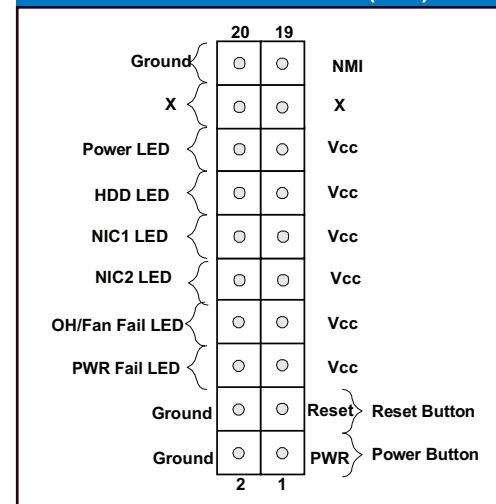 20 19
Ground NMI
X X
Power LED Vcc
HDD LED Vcc
NIC1 LED Vcc
NIC2 LED Vcc
OH/Fan Fail LED Vcc
PWR Fail LED Vcc
Ground Reset Reset Button
Ground PWR Power Button
2 1